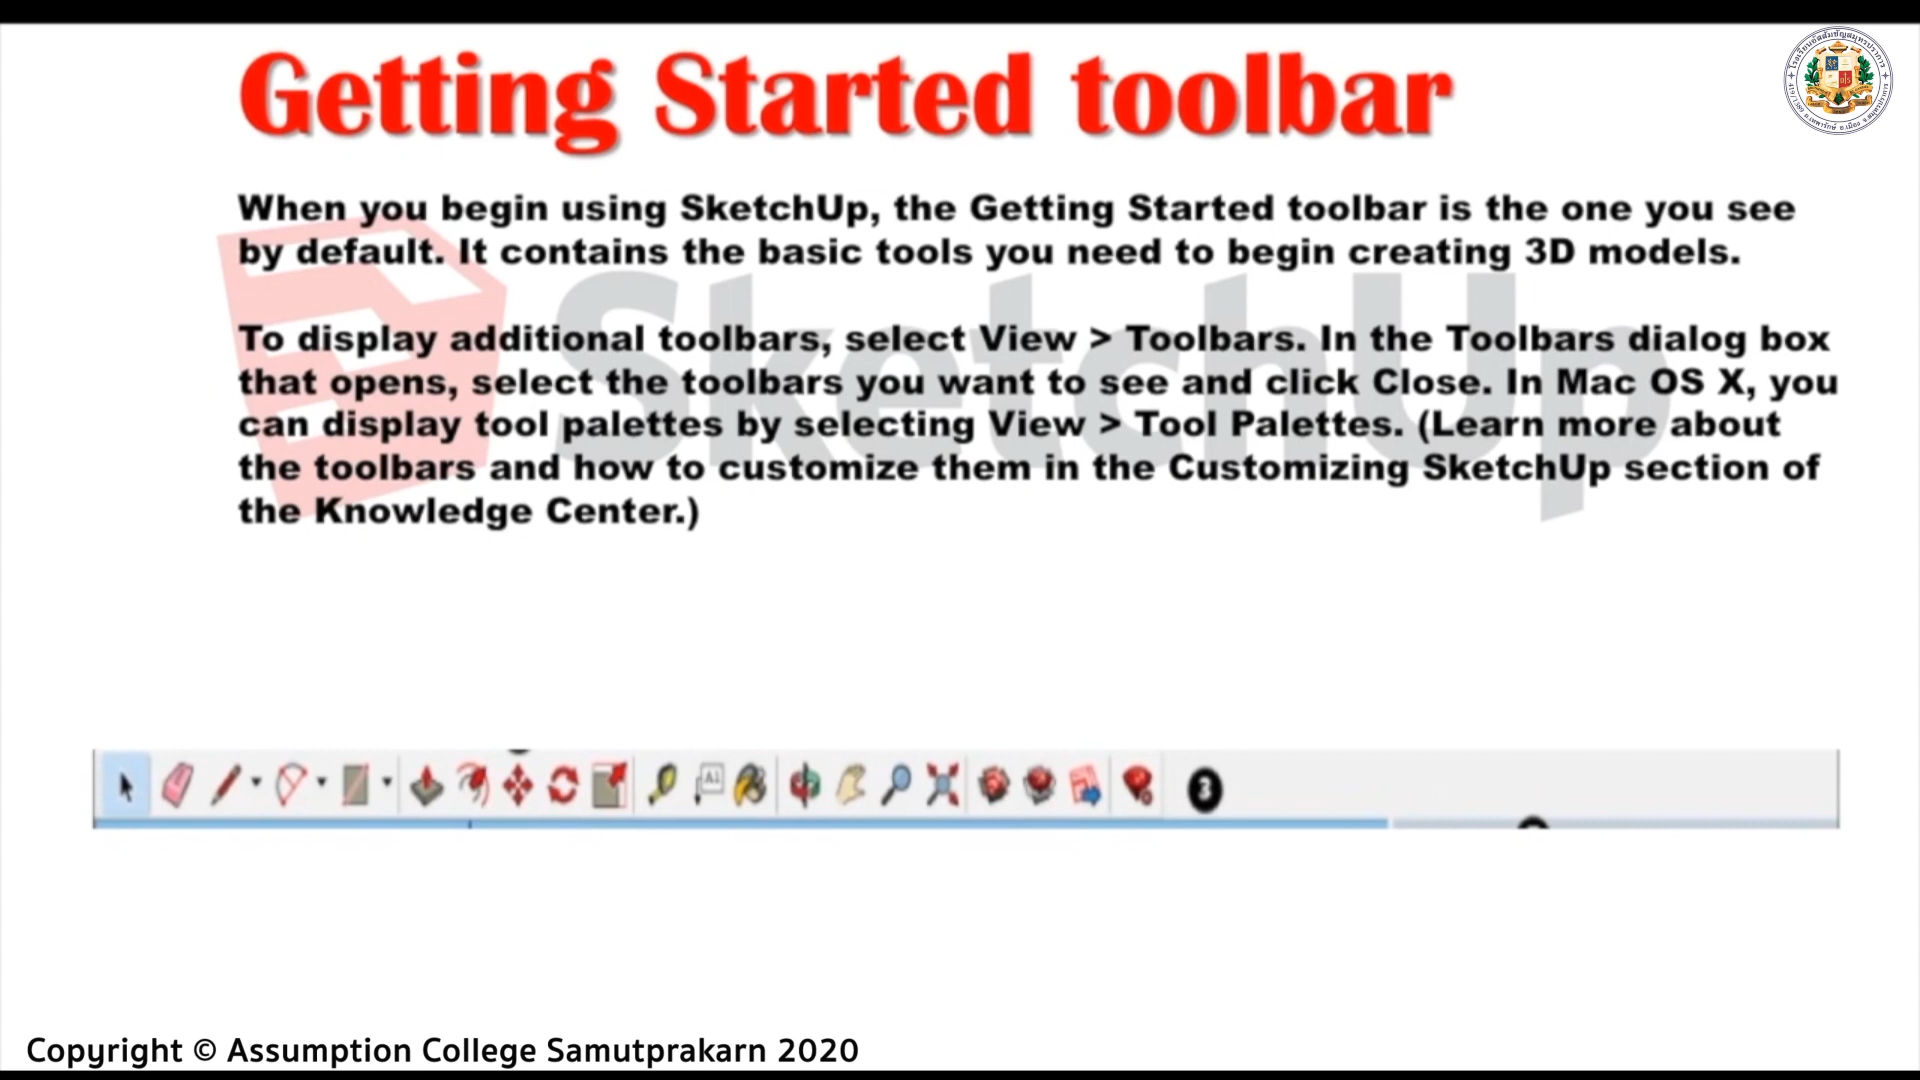 Getting Started toolbar
When you begin using SketchUp, the Getting Started toolbar is the one you see
by default. It contains the basic tools you need to begin creating 3D models.
To display additional toolbars, select View > Toolbars. In the Toolbars dialog box
that opens, select the toolbars you want to see and click Close. In Mac OS X, you
can display tool palettes by selecting View > Tool Palettes. (Learn more about
the toolbars and how to customize them in the Customizing SketchUp section of
the Knowledge Center.)
SketchUp
A1
3
Copyright © Assumption College Samutprakarn 2020